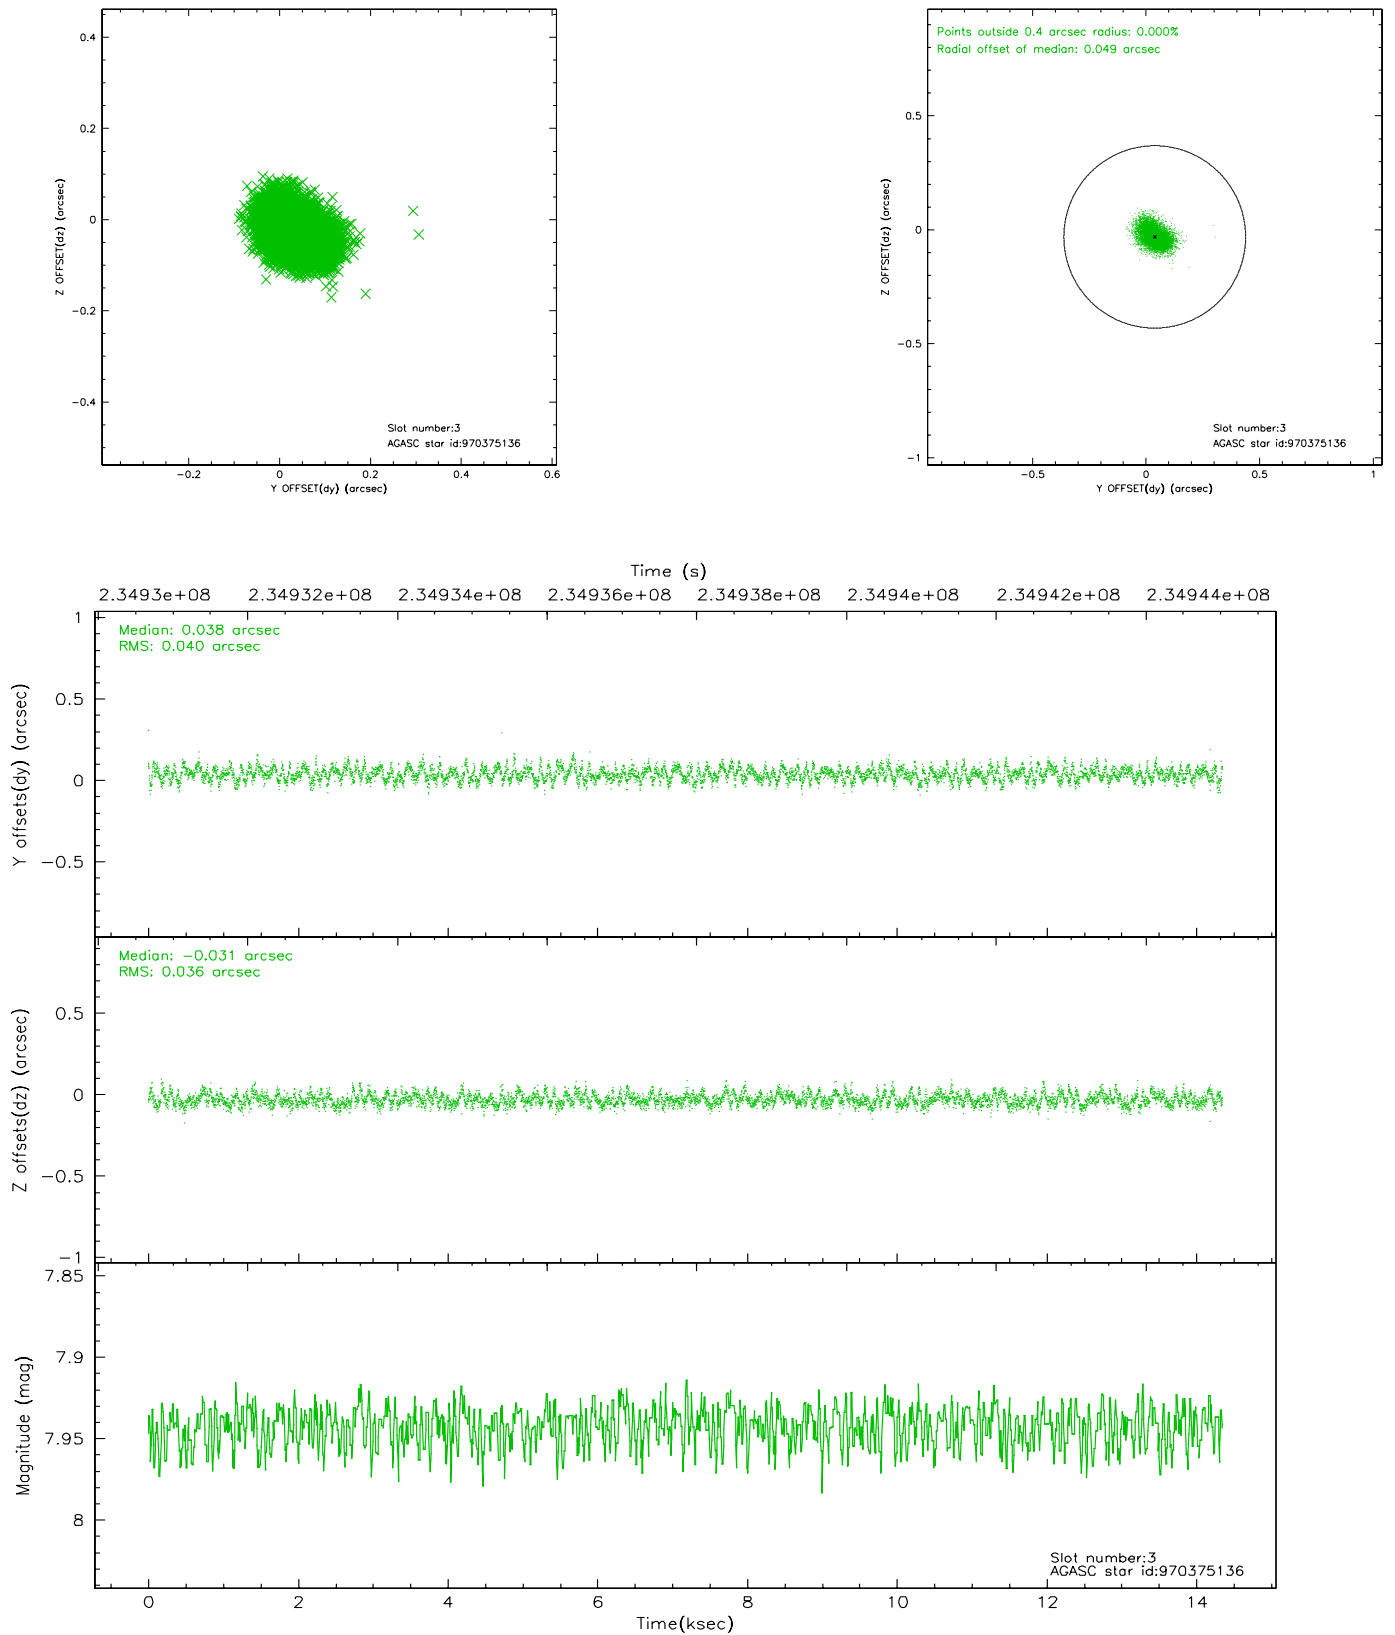 0.4
0.2
0
−0.2
−0.4
Z OFFSET(dz) (arcsec)
Slot number:3
AGASC star id:970375136
−0.2 0 0.2 0.4 0.6
Y OFFSET(dy) (arcsec)
Points outside 0.4 arcsec radius: 0.000%
Radial offset of median: 0.049 arcsec
0.5
0
−0.5
−1
Z OFFSET(dz) (arcsec)
Slot number:3
AGASC star id:970375136
−0.5 0 0.5 1
Y OFFSET(dy) (arcsec)
Time (s)
2.3493e+08 2.34932e+08 2.34934e+08 2.34936e+08 2.34938e+08 2.3494e+08 2.34942e+08 2.34944e+08
Median: 0.038 arcsec
RMS: 0.040 arcsec
1
0.5
0
−0.5
Y offsets(dy) (arcsec)
Median: −0.031 arcsec
RMS: 0.036 arcsec
0.5
0
−0.5
−1
Z offsets(dz) (arcsec)
7.85
7.9
7.95
8
Magnitude (mag)
Slot number:3
AGASC star id:970375136
0 2 4 6 8 10 12 14
Time(ksec)